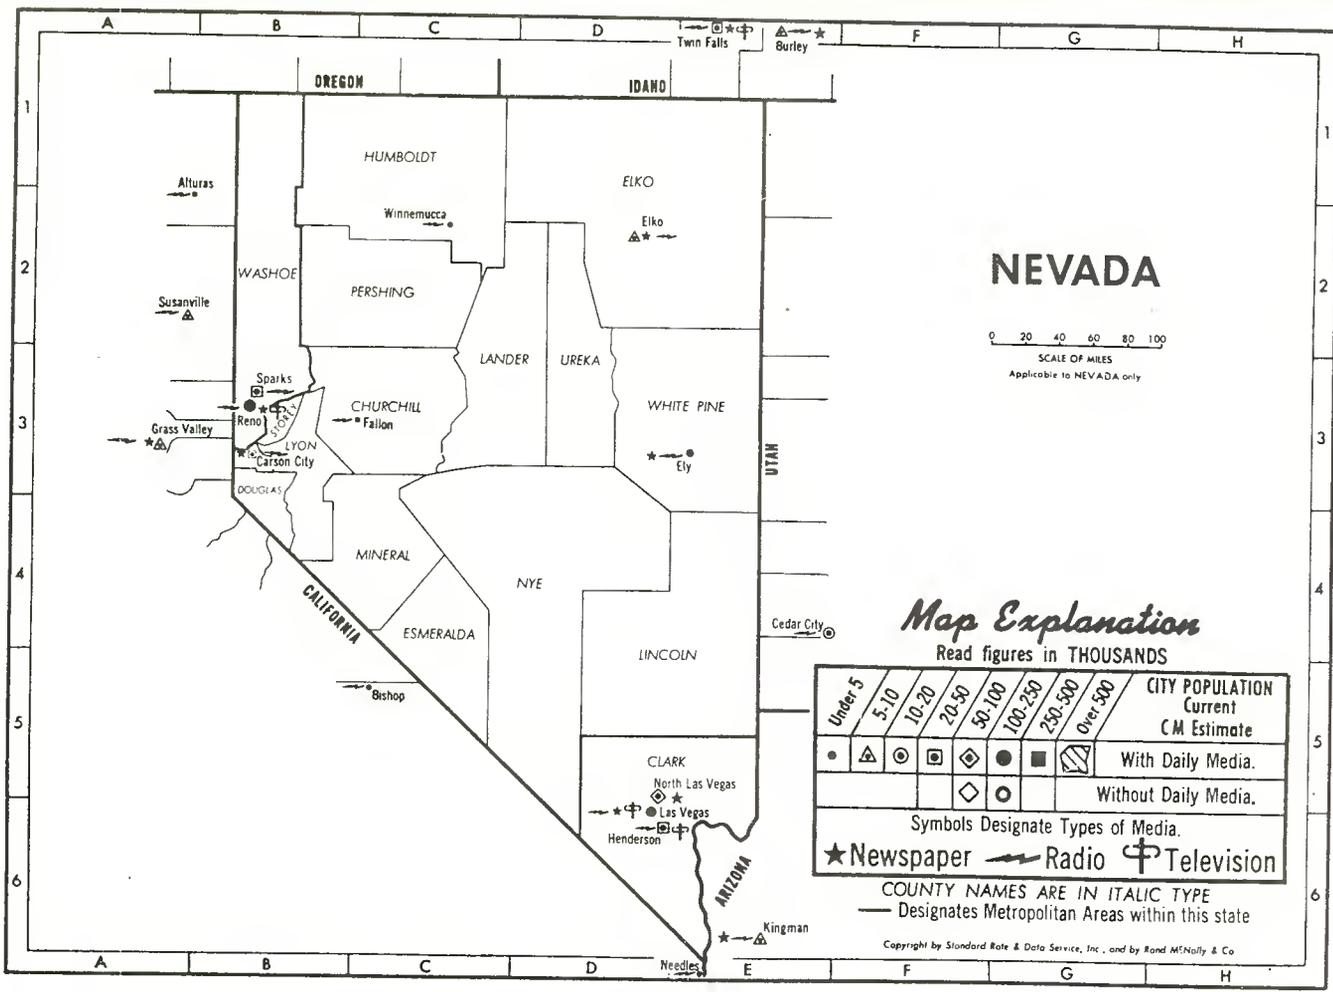 A B C D F G H
Twin Falls
Burley
OREGON
IDAHO
1
1
HUMBOLDT
ELKO
Alturas
Winnemucca
Elko
2
2
WASHOE
PERSHING
NEVADA
Susanville
0 20 40 60 80 100
SCALE OF MILES
Applicable to NEVADA only
LANDER
UREKA
Sparks
Reno
STOREY
CHURCHILL
Fallon
WHITE PINE
3
3
Grass Valley
LYON
Carson City
Ely
UTAH
DOUGLAS
MINERAL
NYE
4
4
CALIFORNIA
ESMERALDA
Cedar City
LINCOLN
Bishop
5
5
CLARK
North Las Vegas
Las Vegas
Henderson
ARIZONA
6
6
Kingman
Needles
Map Explanation
Read figures in THOUSANDS
Under 5
5-10
10-20
20-50
50-100
100-250
250-500
Over 500
CITY POPULATION
Current
CM Estimate
With Daily Media.
Without Daily Media.
Symbols Designate Types of Media.
Newspaper Radio Television
COUNTY NAMES ARE IN ITALIC TYPE
Designates Metropolitan Areas within this state
Copyright by Standard Rate & Data Service, Inc., and by Rand McNally & Co
A B C D E F G H